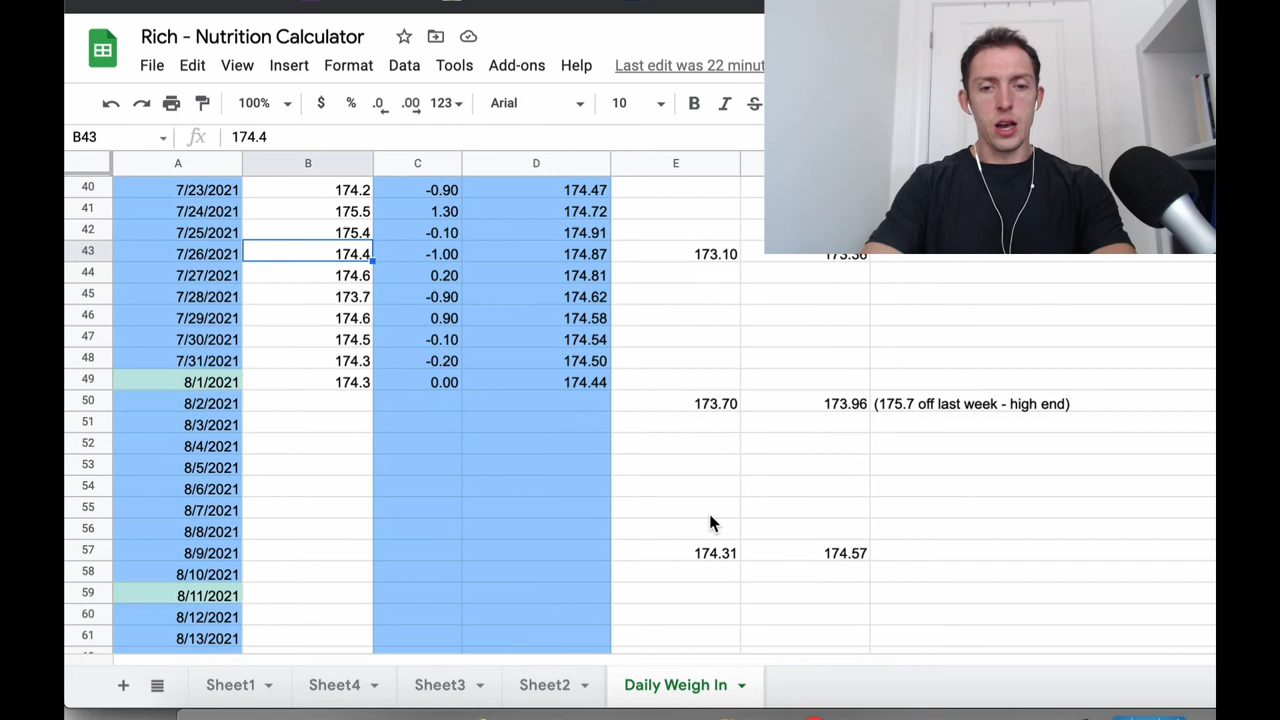 Rich - Nutrition Calculator
File Edit View Insert Format Data Tools Add-ons Help Last edit was 22 minut
100% $ % .0 .00 123 Arial 10 B I S
B43 fx 174.4
A B C D E
40 7/23/2021 174.2 -0.90 174.47
41 7/24/2021 175.5 1.30 174.72
42 7/25/2021 175.4 -0.10 174.91
43 7/26/2021 174.4 -1.00 174.87 173.10 173.36
44 7/27/2021 174.6 0.20 174.81
45 7/28/2021 173.7 -0.90 174.62
46 7/29/2021 174.6 0.90 174.58
47 7/30/2021 174.5 -0.10 174.54
48 7/31/2021 174.3 -0.20 174.50
49 8/1/2021 174.3 0.00 174.44
50 8/2/2021 173.70 173.96 (175.7 off last week - high end)
51 8/3/2021
52 8/4/2021
53 8/5/2021
54 8/6/2021
55 8/7/2021
56 8/8/2021
57 8/9/2021 174.31 174.57
58 8/10/2021
59 8/11/2021
60 8/12/2021
61 8/13/2021
+ Sheet1 Sheet4 Sheet3 Sheet2 Daily Weigh In